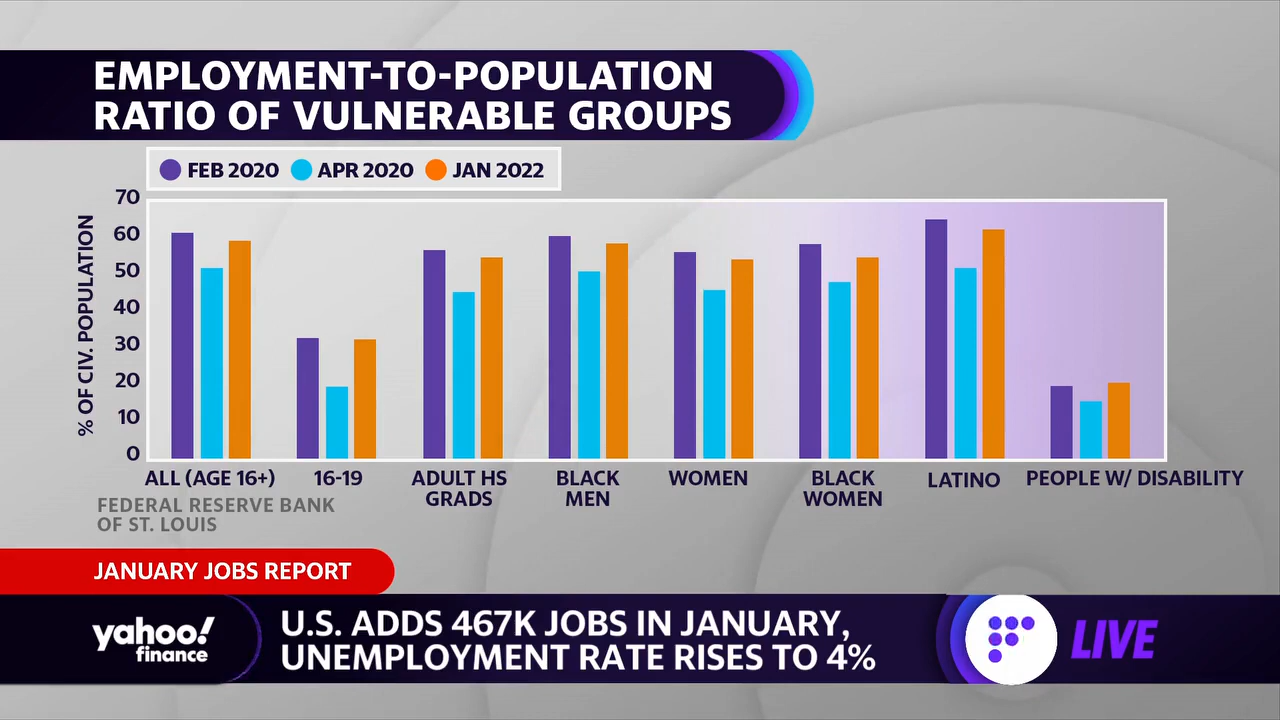 EMPLOYMENT-TO-POPULATION
RATIO OF VULNERABLE GROUPS
FEB 2020 APR 2020 JAN 2022
% OF CIV. POPULATION
70
60
50
40
30
20
10
0
ALL (AGE 16+)
16-19
ADULT HS
GRADS
BLACK
MEN
WOMEN
BLACK
WOMEN
LATINO
PEOPLE W/ DISABILITY
FEDERAL RESERVE BANK
OF ST. LOUIS
JANUARY JOBS REPORT
yahoo!
finance
U.S. ADDS 467K JOBS IN JANUARY,
UNEMPLOYMENT RATE RISES TO 4%
LIVE